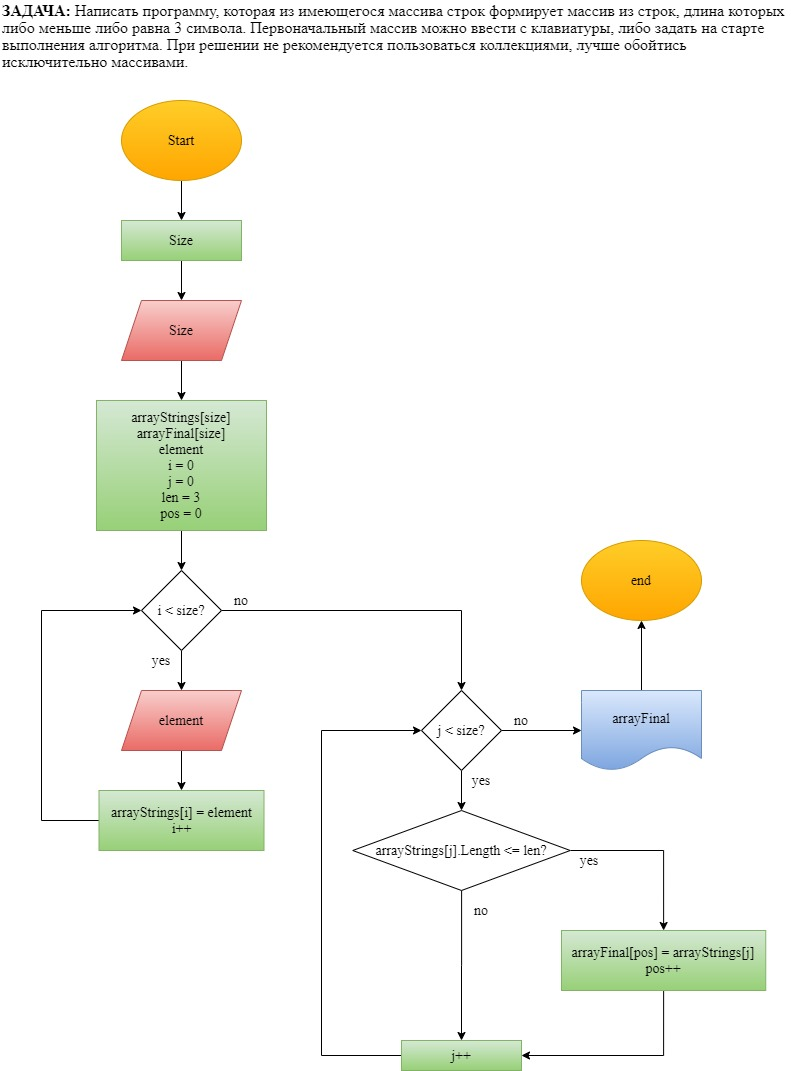 ЗАДАЧА: Написать программу, которая из имеющегося массива строк формирует массив из строк, длина которых
либо меньше либо равна 3 символа. Первоначальный массив можно ввести с клавиатуры, либо задать на старте
выполнения алгоритма. При решении не рекомендуется пользоваться коллекциями, лучше обойтись
исключительно массивами.
Start
Size
Size
arrayStrings[size]
arrayFinal[size]
element
i = 0
j = 0
len = 3
pos = 0
i < size?
no
yes
element
arrayStrings[i] = element
i++
end
arrayFinal
j < size?
no
yes
arrayStrings[j].Length <= len?
yes
no
arrayFinal[pos] = arrayStrings[j]
pos++
j++